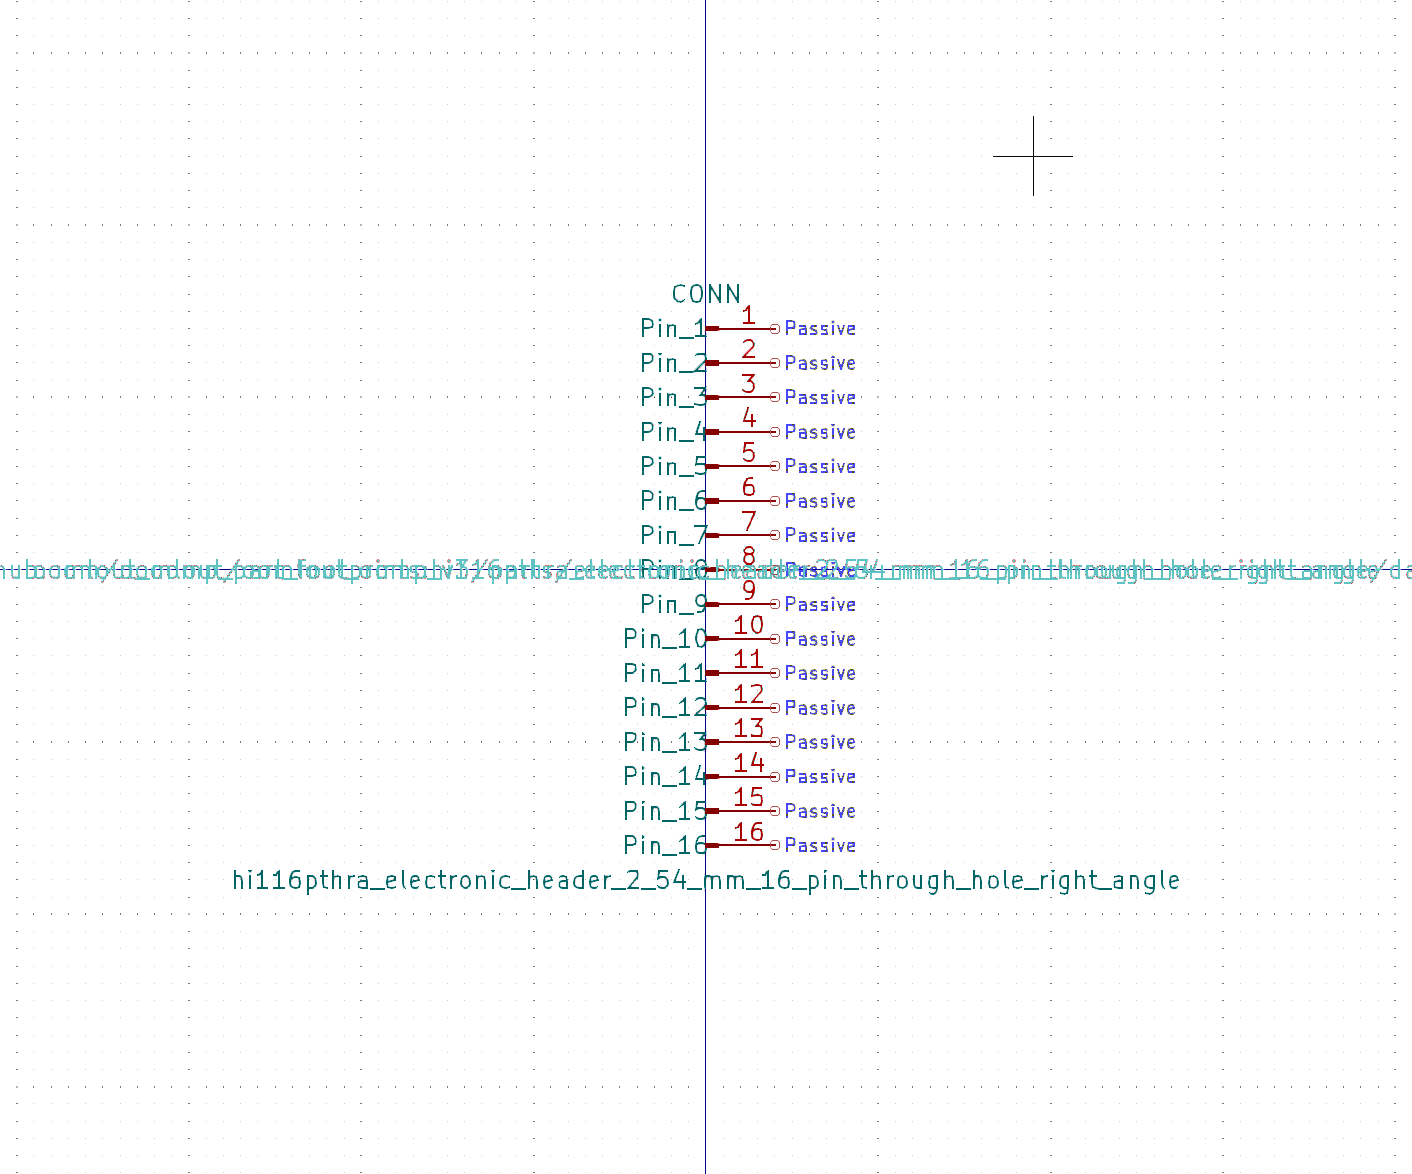 CONN
Pin_1 1 Passive
Pin_2 2 Passive
Pin_3 3 Passive
Pin_4 4 Passive
Pin_5 5 Passive
Pin_6 6 Passive
Pin_7 7 Passive
Pin_8 8 Passive
Pin_9 9 Passive
Pin_10 10 Passive
Pin_11 11 Passive
Pin_12 12 Passive
Pin_13 13 Passive
Pin_14 14 Passive
Pin_15 15 Passive
Pin_16 16 Passive
hi116pthra_electronic_header_2_54_mm_16_pin_through_hole_right_angle